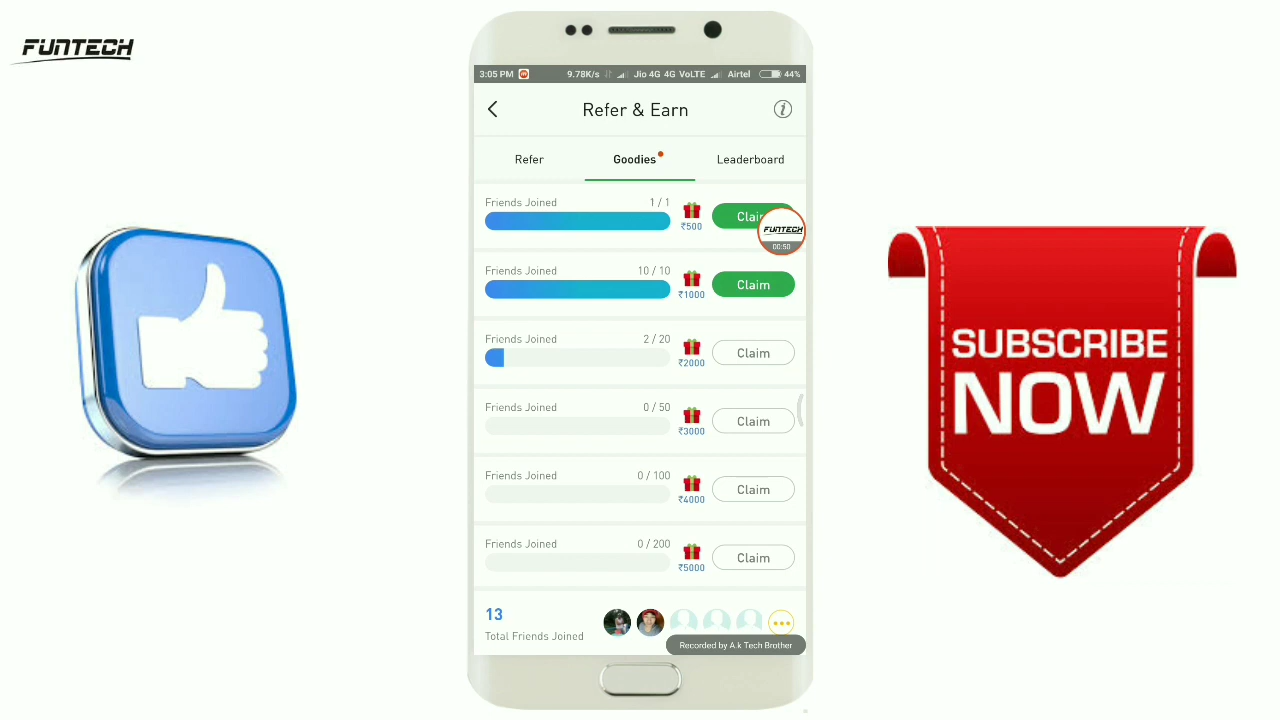 FUNTECH
3:05 PM 9.78K/s Jio 4G 4G VoLTE Airtel 44%
Refer & Earn
Refer Goodies Leaderboard
Friends Joined 1 / 1
₹500
FUNTECH
00:50
Friends Joined 10 / 10
₹1000
Claim
Friends Joined 2 / 20
₹2000
Claim
Friends Joined 0 / 50
₹3000
Claim
Friends Joined 0 / 100
₹4000
Claim
Friends Joined 0 / 200
₹5000
Claim
13
Total Friends Joined
Recorded by A.k Tech Brother
SUBSCRIBE
NOW